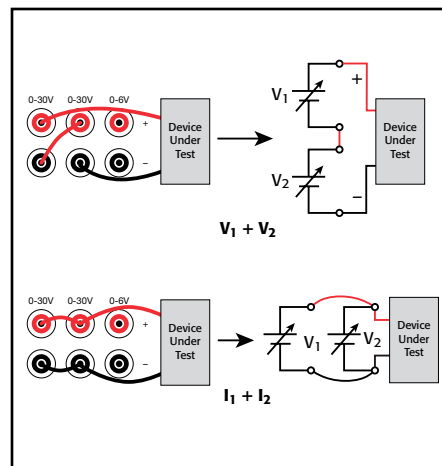 0-30V 0-30V 0-6V
+
Device
Under
Test
−
V1
+
V2
−
Device
Under
Test
V1 + V2
0-30V 0-30V 0-6V
+
Device
Under
Test
−
V1
V2
Device
Under
Test
I1 + I2